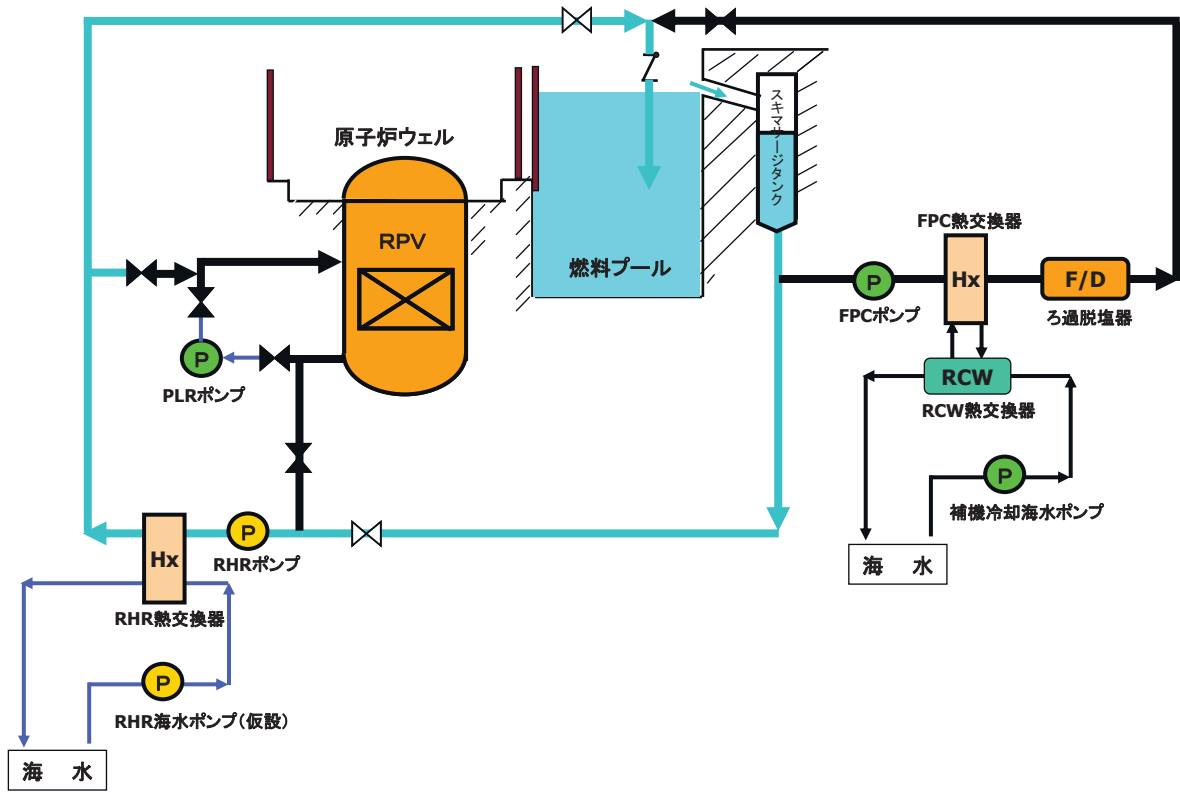 スキマサージタンク
原子炉ウェル
RPV
燃料プール
FPC熱交換器
P
Hx
F/D
FPCポンプ
ろ過脱塩器
P
PLRポンプ
RCW
RCW熱交換器
P
補機冷却海水ポンプ
海 水
P
Hx
RHRポンプ
RHR熱交換器
P
RHR海水ポンプ(仮設)
海 水